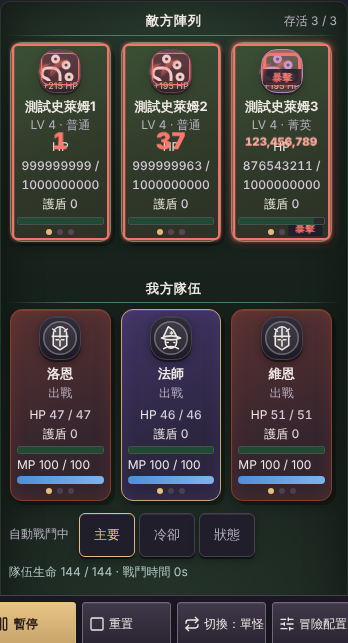 敵方陣列 存活 3 / 3
+215 HP +195 HP 暴擊 +195 HP
測試史萊姆1 測試史萊姆2 測試史萊姆3
LV 4 · 普通 LV 4 · 普通 LV 4 · 菁英
1 37 123,456,789
HP HP HP
999999999 / 999999963 / 876543211 /
1000000000 1000000000 1000000000
護盾 0 護盾 0 護盾 0
暴擊
我方隊伍
洛恩 法師 維恩
出戰 出戰 出戰
HP 47 / 47 HP 46 / 46 HP 51 / 51
護盾 0 護盾 0 護盾 0
MP 100 / 100 MP 100 / 100 MP 100 / 100
自動戰鬥中 主要 冷卻 狀態
隊伍生命 144 / 144 · 戰鬥時間 0s
暫停 重置 切換：單怪 冒險配置